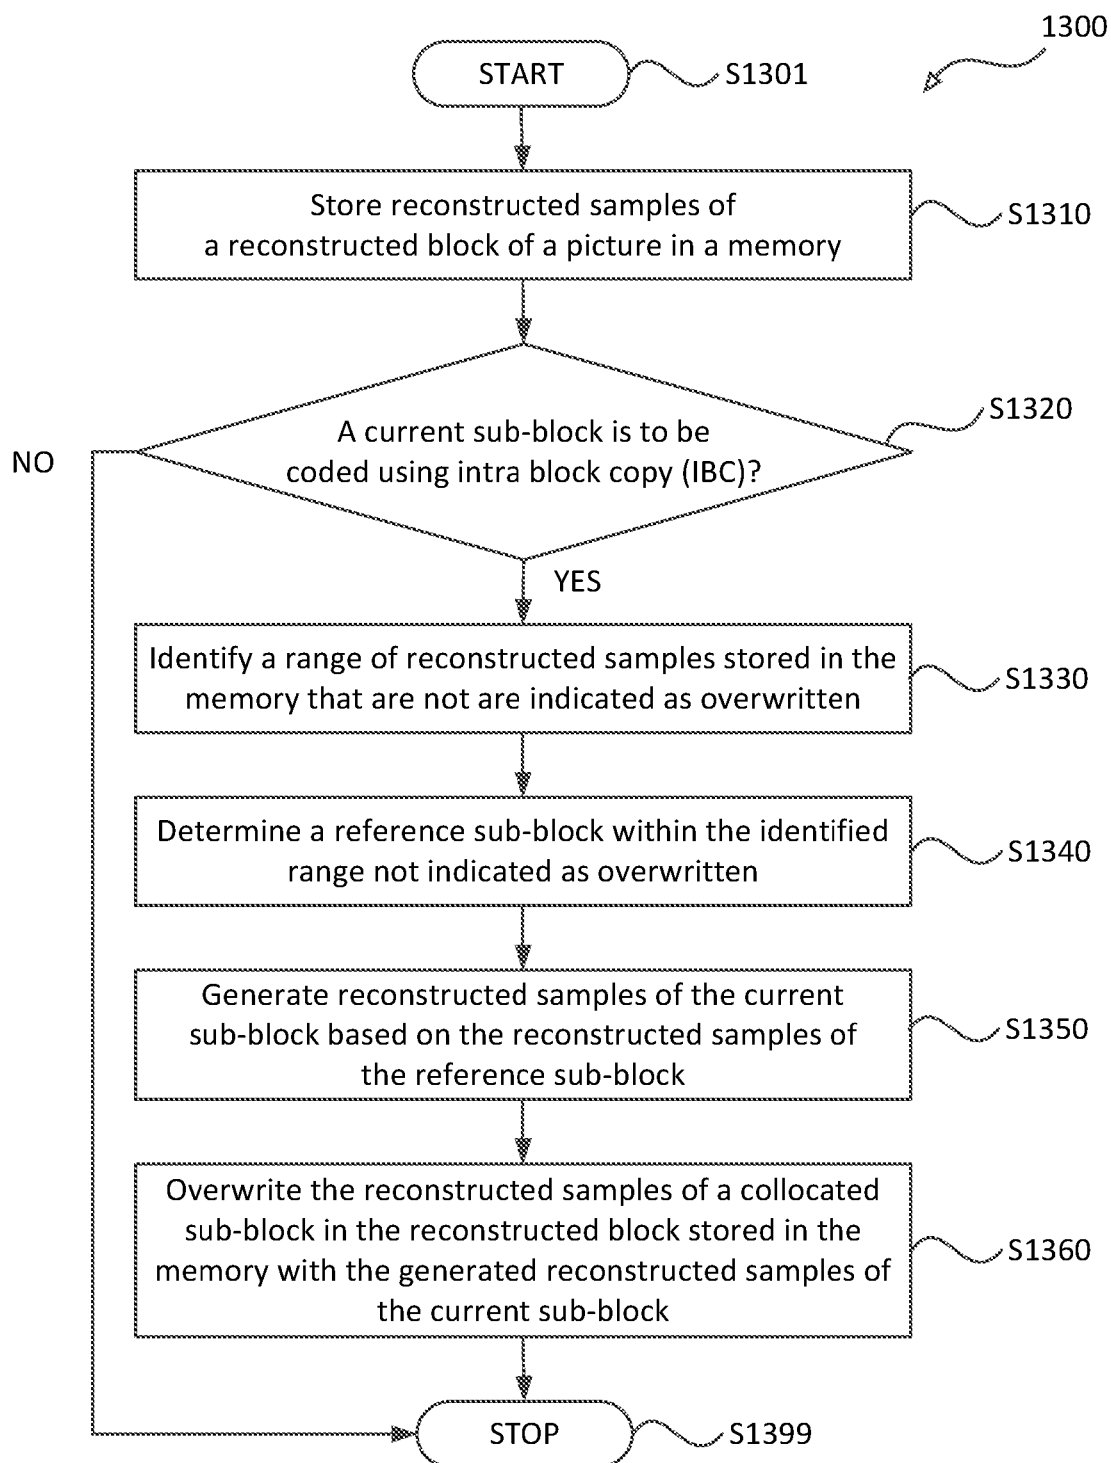 1300
START
S1301
Store reconstructed samples of
a reconstructed block of a picture in a memory
S1310
A current sub-block is to be
coded using intra block copy (IBC)?
S1320
NO
YES
Identify a range of reconstructed samples stored in the
memory that are not are indicated as overwritten
S1330
Determine a reference sub-block within the identified
range not indicated as overwritten
S1340
Generate reconstructed samples of the current
sub-block based on the reconstructed samples of
the reference sub-block
S1350
Overwrite the reconstructed samples of a collocated
sub-block in the reconstructed block stored in the
memory with the generated reconstructed samples of
the current sub-block
S1360
STOP
S1399